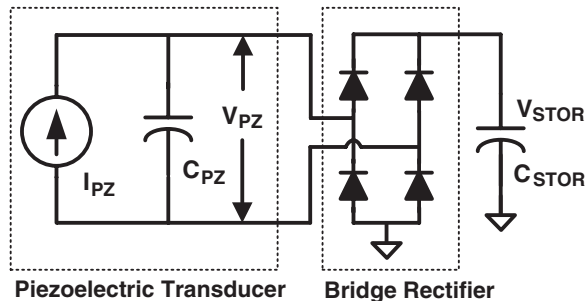 V_PZ
V_STOR
C_PZ
C_STOR
I_PZ
Piezoelectric Transducer
Bridge Rectifier